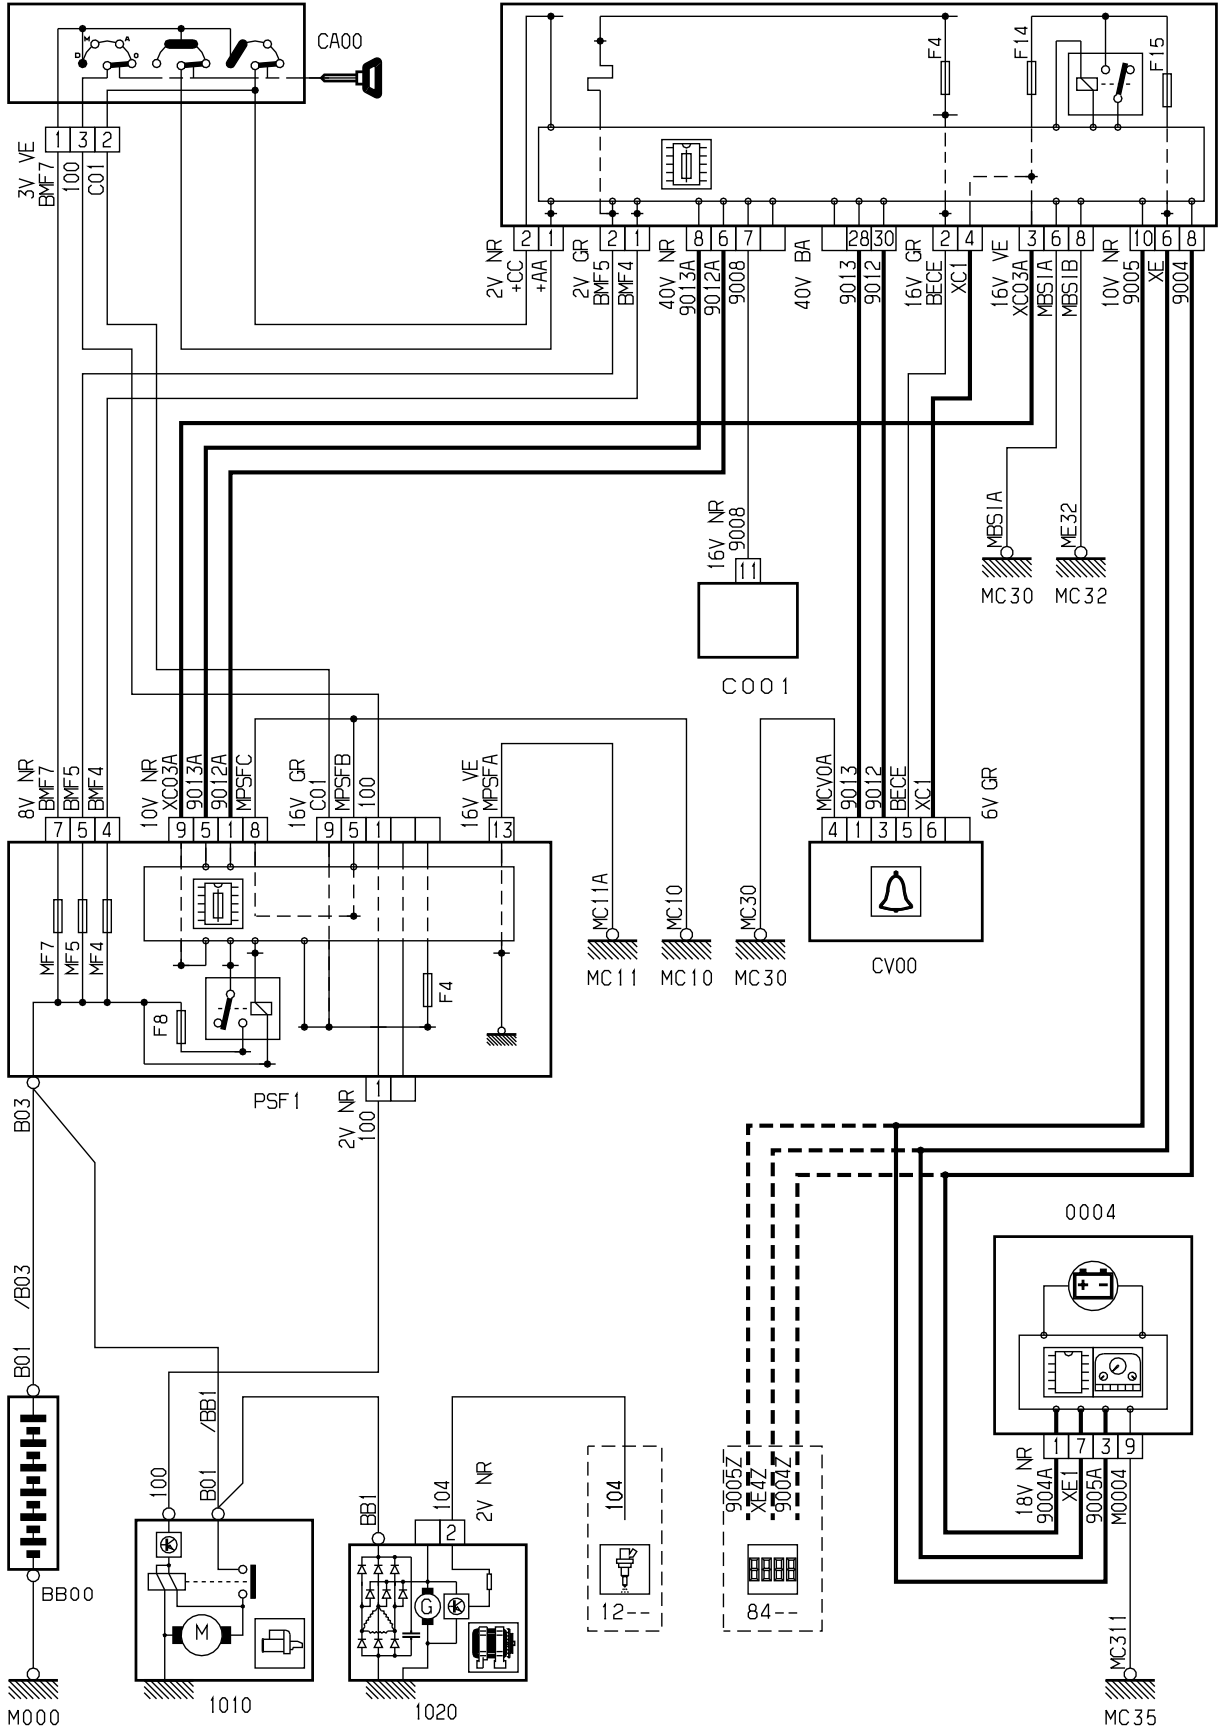 CA00
M A
D O
1 3 2
3V VE
BMF7
100
C01
F4
F14
F15
2 1
2 1
8 6 7
28 30
2 4
3 6 8
10 6 8
2V NR
+CC
+AA
2V GR
BMF5
BMF4
40V NR
9013A
9012A
9008
40V BA
9013
9012
16V GR
BECE
XC1
16V VE
XC03A
MBS1A
MBS1B
10V NR
9005
XE
9004
16V NR
9008
11
C001
MBS1A
MC30
ME32
MC32
8V NR
BMF7
BMF5
BMF4
10V NR
XC03A
9013A
9012A
MPSFC
16V GR
C01
MPSFB
100
16V VE
MPSFA
MCV0A
9013
9012
BECE
XC1
6V GR
7 5 4
9 5 1 8
9 5 1
13
4 1 3 5 6
MF7
MF5
MF4
F8
F4
MC11A
MC11
MC10
MC10
MC30
MC30
CV00
PSF1
1
2V NR
100
B03
/B03
B01
/BB1
0004
+ -
1 7 3 9
18V NR
9004A
XE1
9005A
M0004
100
B01
BB1
104
2V NR
2
104
9005Z
XE4Z
9004Z
BB00
M
G
12--
84--
MC311
M000
1010
1020
MC35